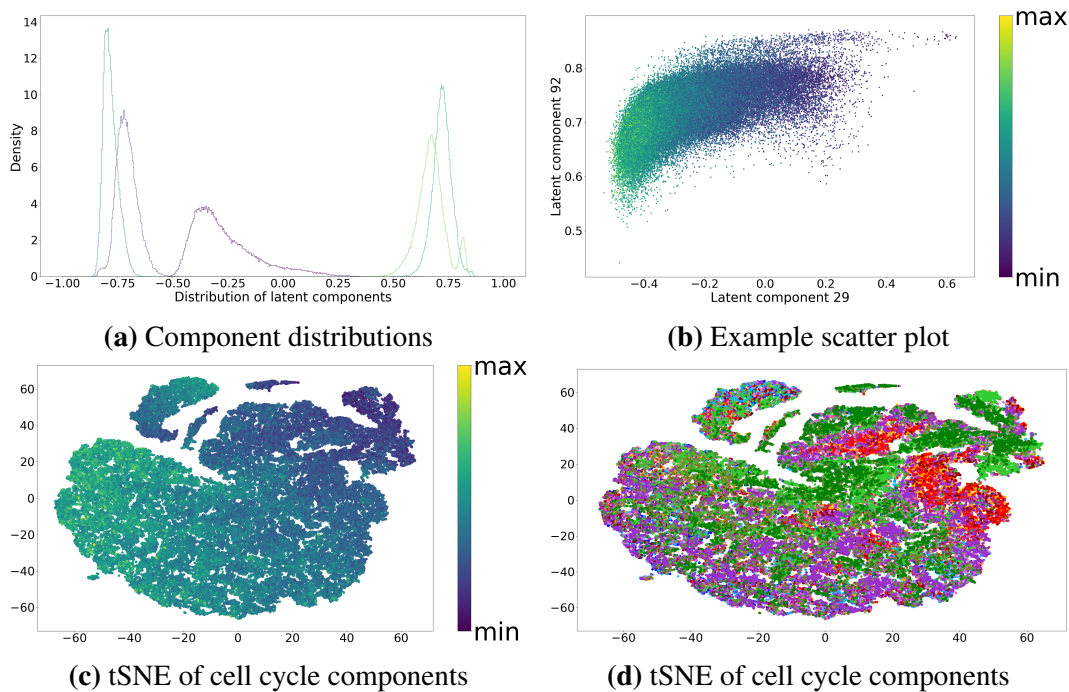 14
12
10
8
6
4
2
0
Density
−1.00 −0.75 −0.50 −0.25 0.00 0.25 0.50 0.75 1.00
Distribution of latent components
(a) Component distributions
0.8
0.7
0.6
0.5
Latent component 92
−0.4 −0.2 0.0 0.2 0.4 0.6
Latent component 29
max
min
(b) Example scatter plot
60
40
20
0
−20
−40
−60
−60 −40 −20 0 20 40 60
max
min
(c) tSNE of cell cycle components
60
40
20
0
−20
−40
−60
−60 −40 −20 0 20 40 60
(d) tSNE of cell cycle components